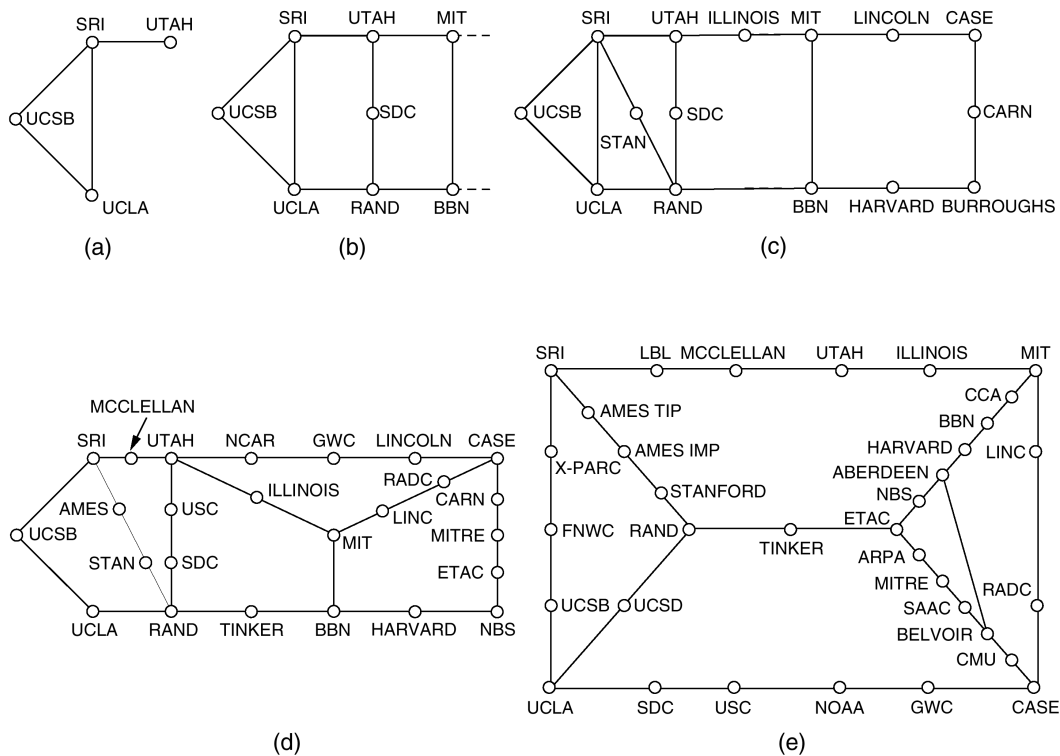 SRI UTAH
UCSB
UCLA
(a)
SRI UTAH MIT
UCSB SDC
UCLA RAND BBN
(b)
SRI UTAH ILLINOIS MIT LINCOLN CASE
UCSB SDC CARN
STAN
UCLA RAND BBN HARVARD BURROUGHS
(c)
MCCLELLAN
SRI UTAH NCAR GWC LINCOLN CASE
RADC
ILLINOIS CARN
AMES USC LINC
UCSB MIT MITRE
STAN SDC ETAC
UCLA RAND TINKER BBN HARVARD NBS
(d)
SRI LBL MCCLELLAN UTAH ILLINOIS MIT
CCA
AMES TIP BBN
AMES IMP HARVARD LINC
X-PARC ABERDEEN
STANFORD NBS
FNWC RAND ETAC
TINKER
ARPA
MITRE RADC
UCSB UCSD SAAC
BELVOIR
CMU
UCLA SDC USC NOAA GWC CASE
(e)